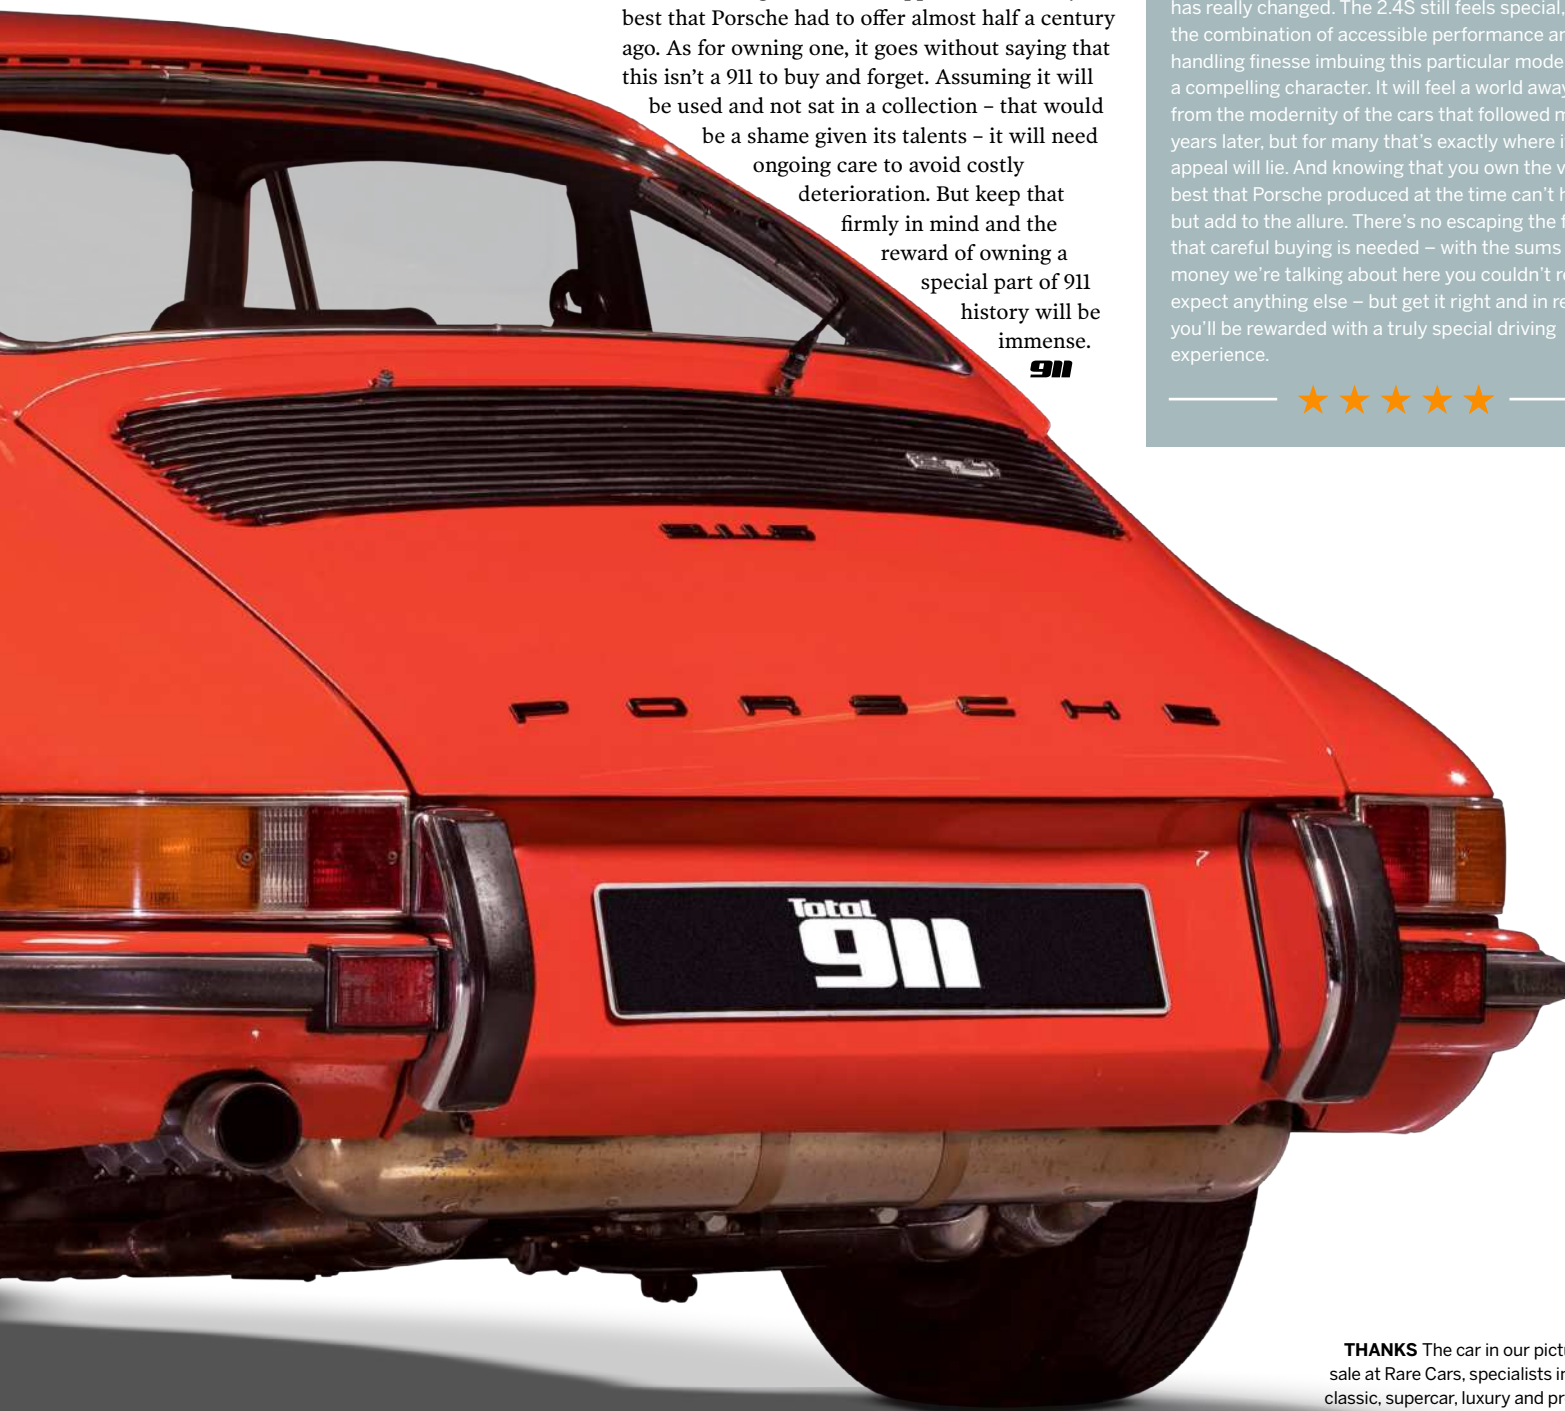 best that Porsche had to offer almost half a century
ago. As for owning one, it goes without saying that
this isn't a 911 to buy and forget. Assuming it will
be used and not sat in a collection – that would
be a shame given its talents – it will need
ongoing care to avoid costly
deterioration. But keep that
firmly in mind and the
reward of owning a
special part of 911
history will be
immense.
911
has really changed. The 2.4S still feels special,
the combination of accessible performance
handling finesse imbuing this particular
a compelling character. It will feel a world
from the modernity of the cars that followed
years later, but for many that's exactly where
appeal will lie. And knowing that you own the
best that Porsche produced at the time can't
but add to the allure. There's no escaping the
that careful buying is needed – with the sums
money we're talking about here you couldn't
expect anything else – but get it right and in
you'll be rewarded with a truly special driving
experience.
911S
PORSCHE
Total
911
THANKS The car in our
sale at Rare Cars, specialists
classic, supercar, luxury and